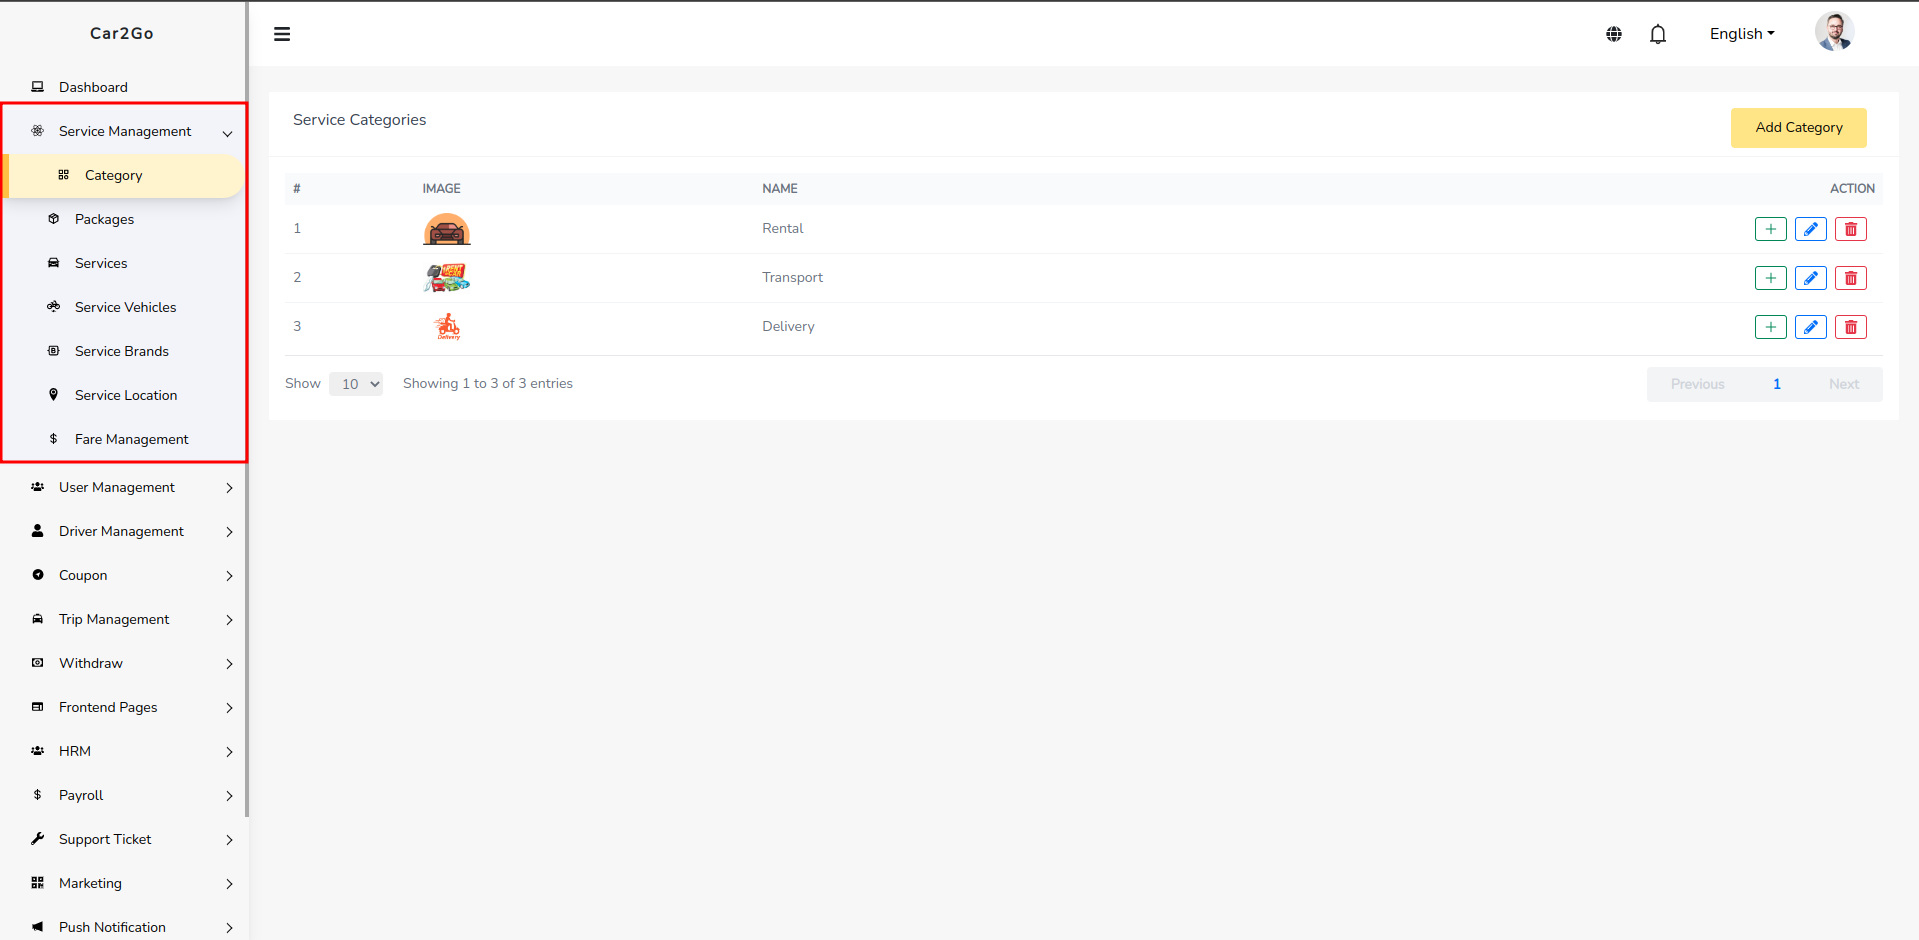 Car2Go
English
Dashboard
Service Management
Category
Packages
Services
Service Vehicles
Service Brands
Service Location
Fare Management
User Management
Driver Management
Coupon
Trip Management
Withdraw
Frontend Pages
HRM
Payroll
Support Ticket
Marketing
Push Notification
Service Categories
Add Category
# IMAGE NAME ACTION
1 Rental
2 Transport
3 Delivery Delivery
Show 10 Showing 1 to 3 of 3 entries Previous 1 Next